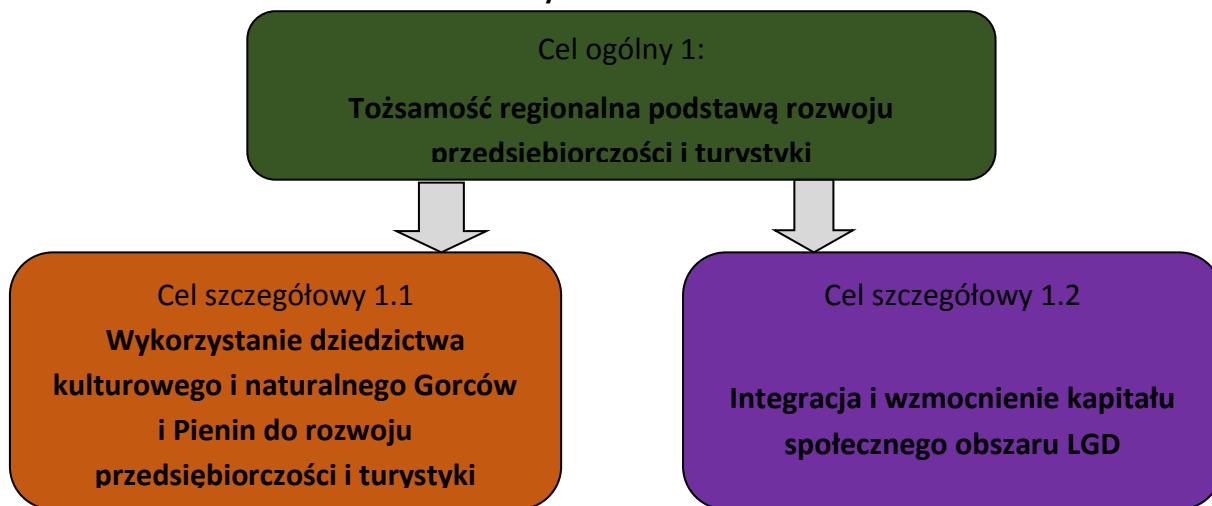 Cel ogólny 1:
Tożsamość regionalna podstawą rozwoju
przedsiębiorczości i turystyki
Cel szczegółowy 1.1
Wykorzystanie dziedzictwa
kulturowego i naturalnego Gorców
i Pienin do rozwoju
przedsiębiorczości i turystyki
Cel szczegółowy 1.2
Integracja i wzmocnienie kapitału
społecznego obszaru LGD